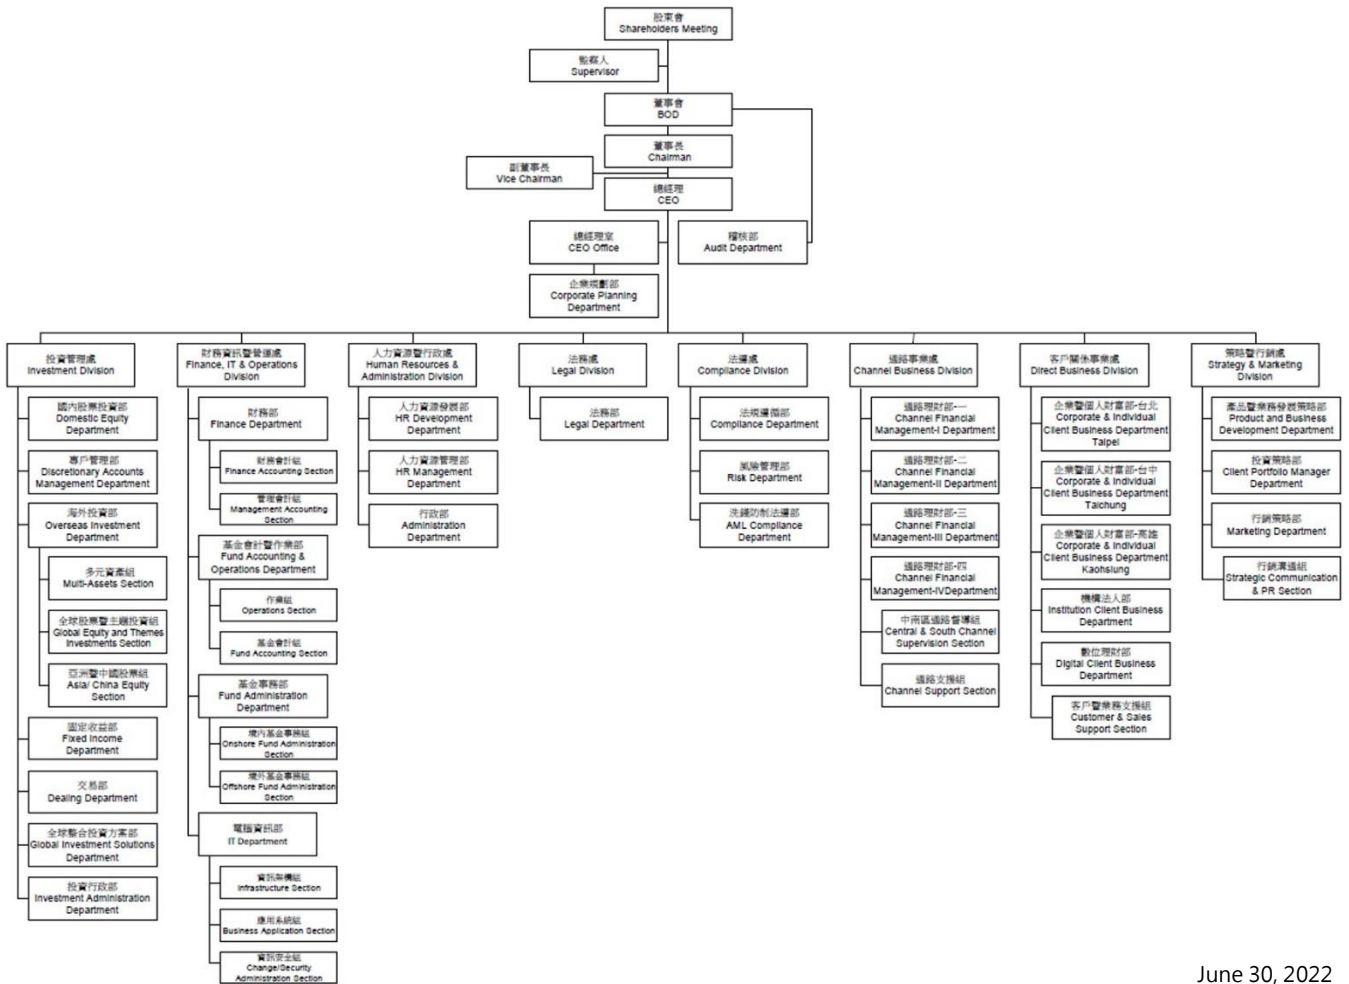 股東會
Shareholders Meeting
監察人
Supervisor
董事會
BOD
董事長
Chairman
副董事長
Vice Chairman
總經理
CEO
總經理室
CEO Office
稽核部
Audit Department
企業規劃部
Corporate Planning
Department
投資管理處
Investment Division
國內股票投資部
Domestic Equity
Department
專戶管理部
Discretionary Accounts
Management Department
海外投資部
Overseas Investment
Department
多元資產組
Multi-Assets Section
全球股票暨主題投資組
Global Equity and Themes
Investments Section
亞洲暨中國股票組
Asia/ China Equity
Section
固定收益部
Fixed Income
Department
交易部
Dealing Department
全球整合投資方案部
Global Investment Solutions
Department
投資行政部
Investment Administration
Department
財務資訊暨營運處
Finance, IT & Operations
Division
財務部
Finance Department
財務會計組
Finance Accounting Section
管理會計組
Management Accounting
Section
基金會計暨作業部
Fund Accounting &
Operations Department
作業組
Operations Section
基金會計組
Fund Accounting Section
基金事務部
Fund Administration
Department
境內基金事務組
Onshore Fund Administration
Section
境外基金事務組
Offshore Fund Administration
Section
電腦資訊部
IT Department
資訊架構組
Infrastructure Section
應用系統組
Business Application Section
資訊安全組
Change/Security
Administration Section
人力資源暨行政處
Human Resources &
Administration Division
人力資源發展部
HR Development
Department
人力資源管理部
HR Management
Department
行政部
Administration
Department
法務處
Legal Division
法務部
Legal Department
法遵處
Compliance Division
法規遵循部
Compliance Department
風險管理部
Risk Department
洗錢防制法遵部
AML Compliance
Department
通路事業處
Channel Business Division
通路理財部-一
Channel Financial
Management-I Department
通路理財部-二
Channel Financial
Management-II Department
通路理財部-三
Channel Financial
Management-III Department
通路理財部-四
Channel Financial
Management-IVDepartment
中南區通路督導組
Central & South Channel
Supervision Section
通路支援組
Channel Support Section
客戶關係事業處
Direct Business Division
企業暨個人財富部-台北
Corporate & Individual
Client Business Department
Taipei
企業暨個人財富部-台中
Corporate & Individual
Client Business Department
Taichung
企業暨個人財富部-高雄
Corporate & Individual
Client Business Department
Kaohsiung
機構法人部
Institution Client Business
Department
數位理財部
Digital Client Business
Department
客戶暨業務支援組
Customer & Sales
Support Section
策略暨行銷處
Strategy & Marketing
Division
產品暨業務發展策略部
Product and Business
Development Department
投資策略部
Client Portfolio Manager
Department
行銷策略部
Marketing Department
行銷溝通組
Strategic Communication
& PR Section
June 30, 2022